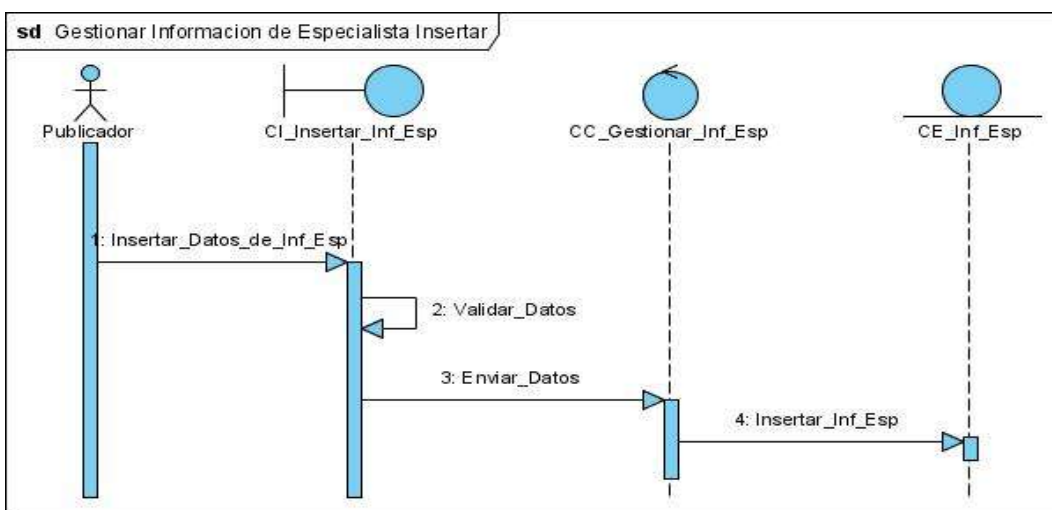 sd Gestionar Informacion de Especialista Insertar
Publicador
CI_Insertar_Inf_Esp
CC_Gestionar_Inf_Esp
CE_Inf_Esp
1: Insertar_Datos_de_Inf_Esp
2: Validar_Datos
3: Enviar_Datos
4: Insertar_Inf_Esp